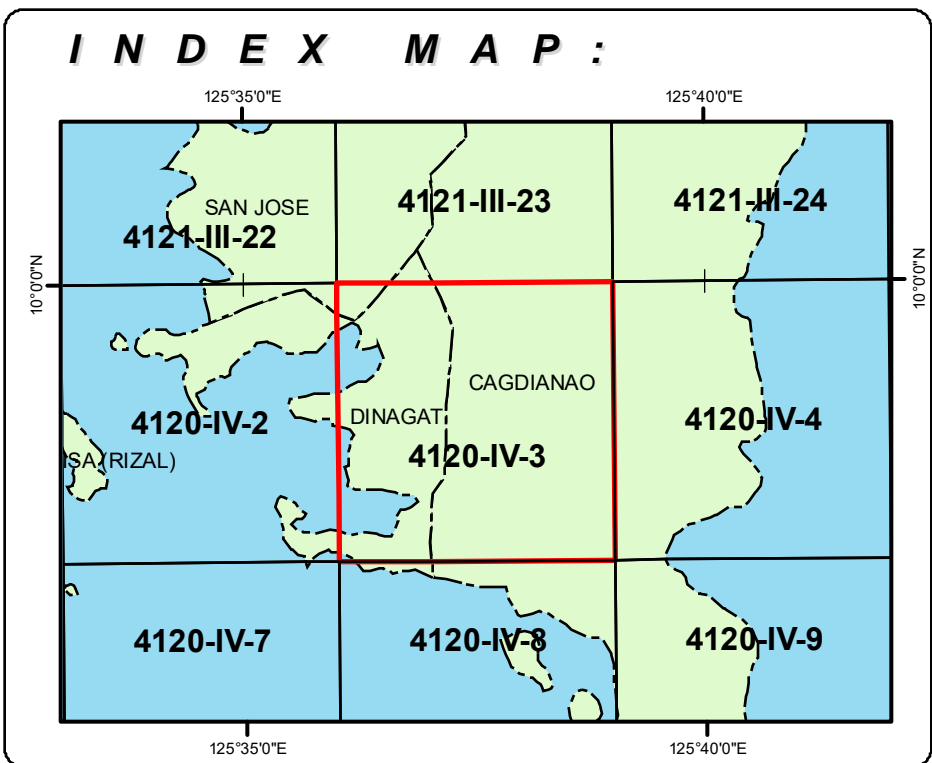 INDEX MAP:
125°35'0"E 125°40'0"E
4121-III-23 4121-III-24
SAN JOSE
4121-III-22
10°0'0"N 10°0'0"N
CAGDIANAO
DINAGAT
4120-IV-2 4120-IV-4
4120-IV-3
ISA (RIZAL)
4120-IV-7 4120-IV-8 4120-IV-9
125°35'0"E 125°40'0"E